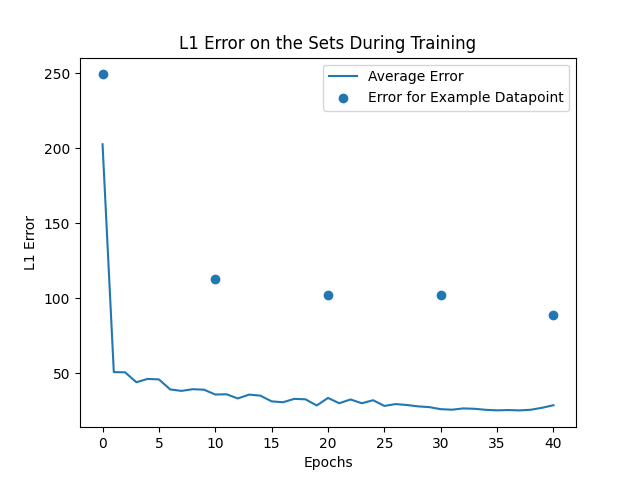 L1 Error on the Sets During Training
Average Error
Error for Example Datapoint
250
200
150
100
50
L1 Error
0 5 10 15 20 25 30 35 40
Epochs